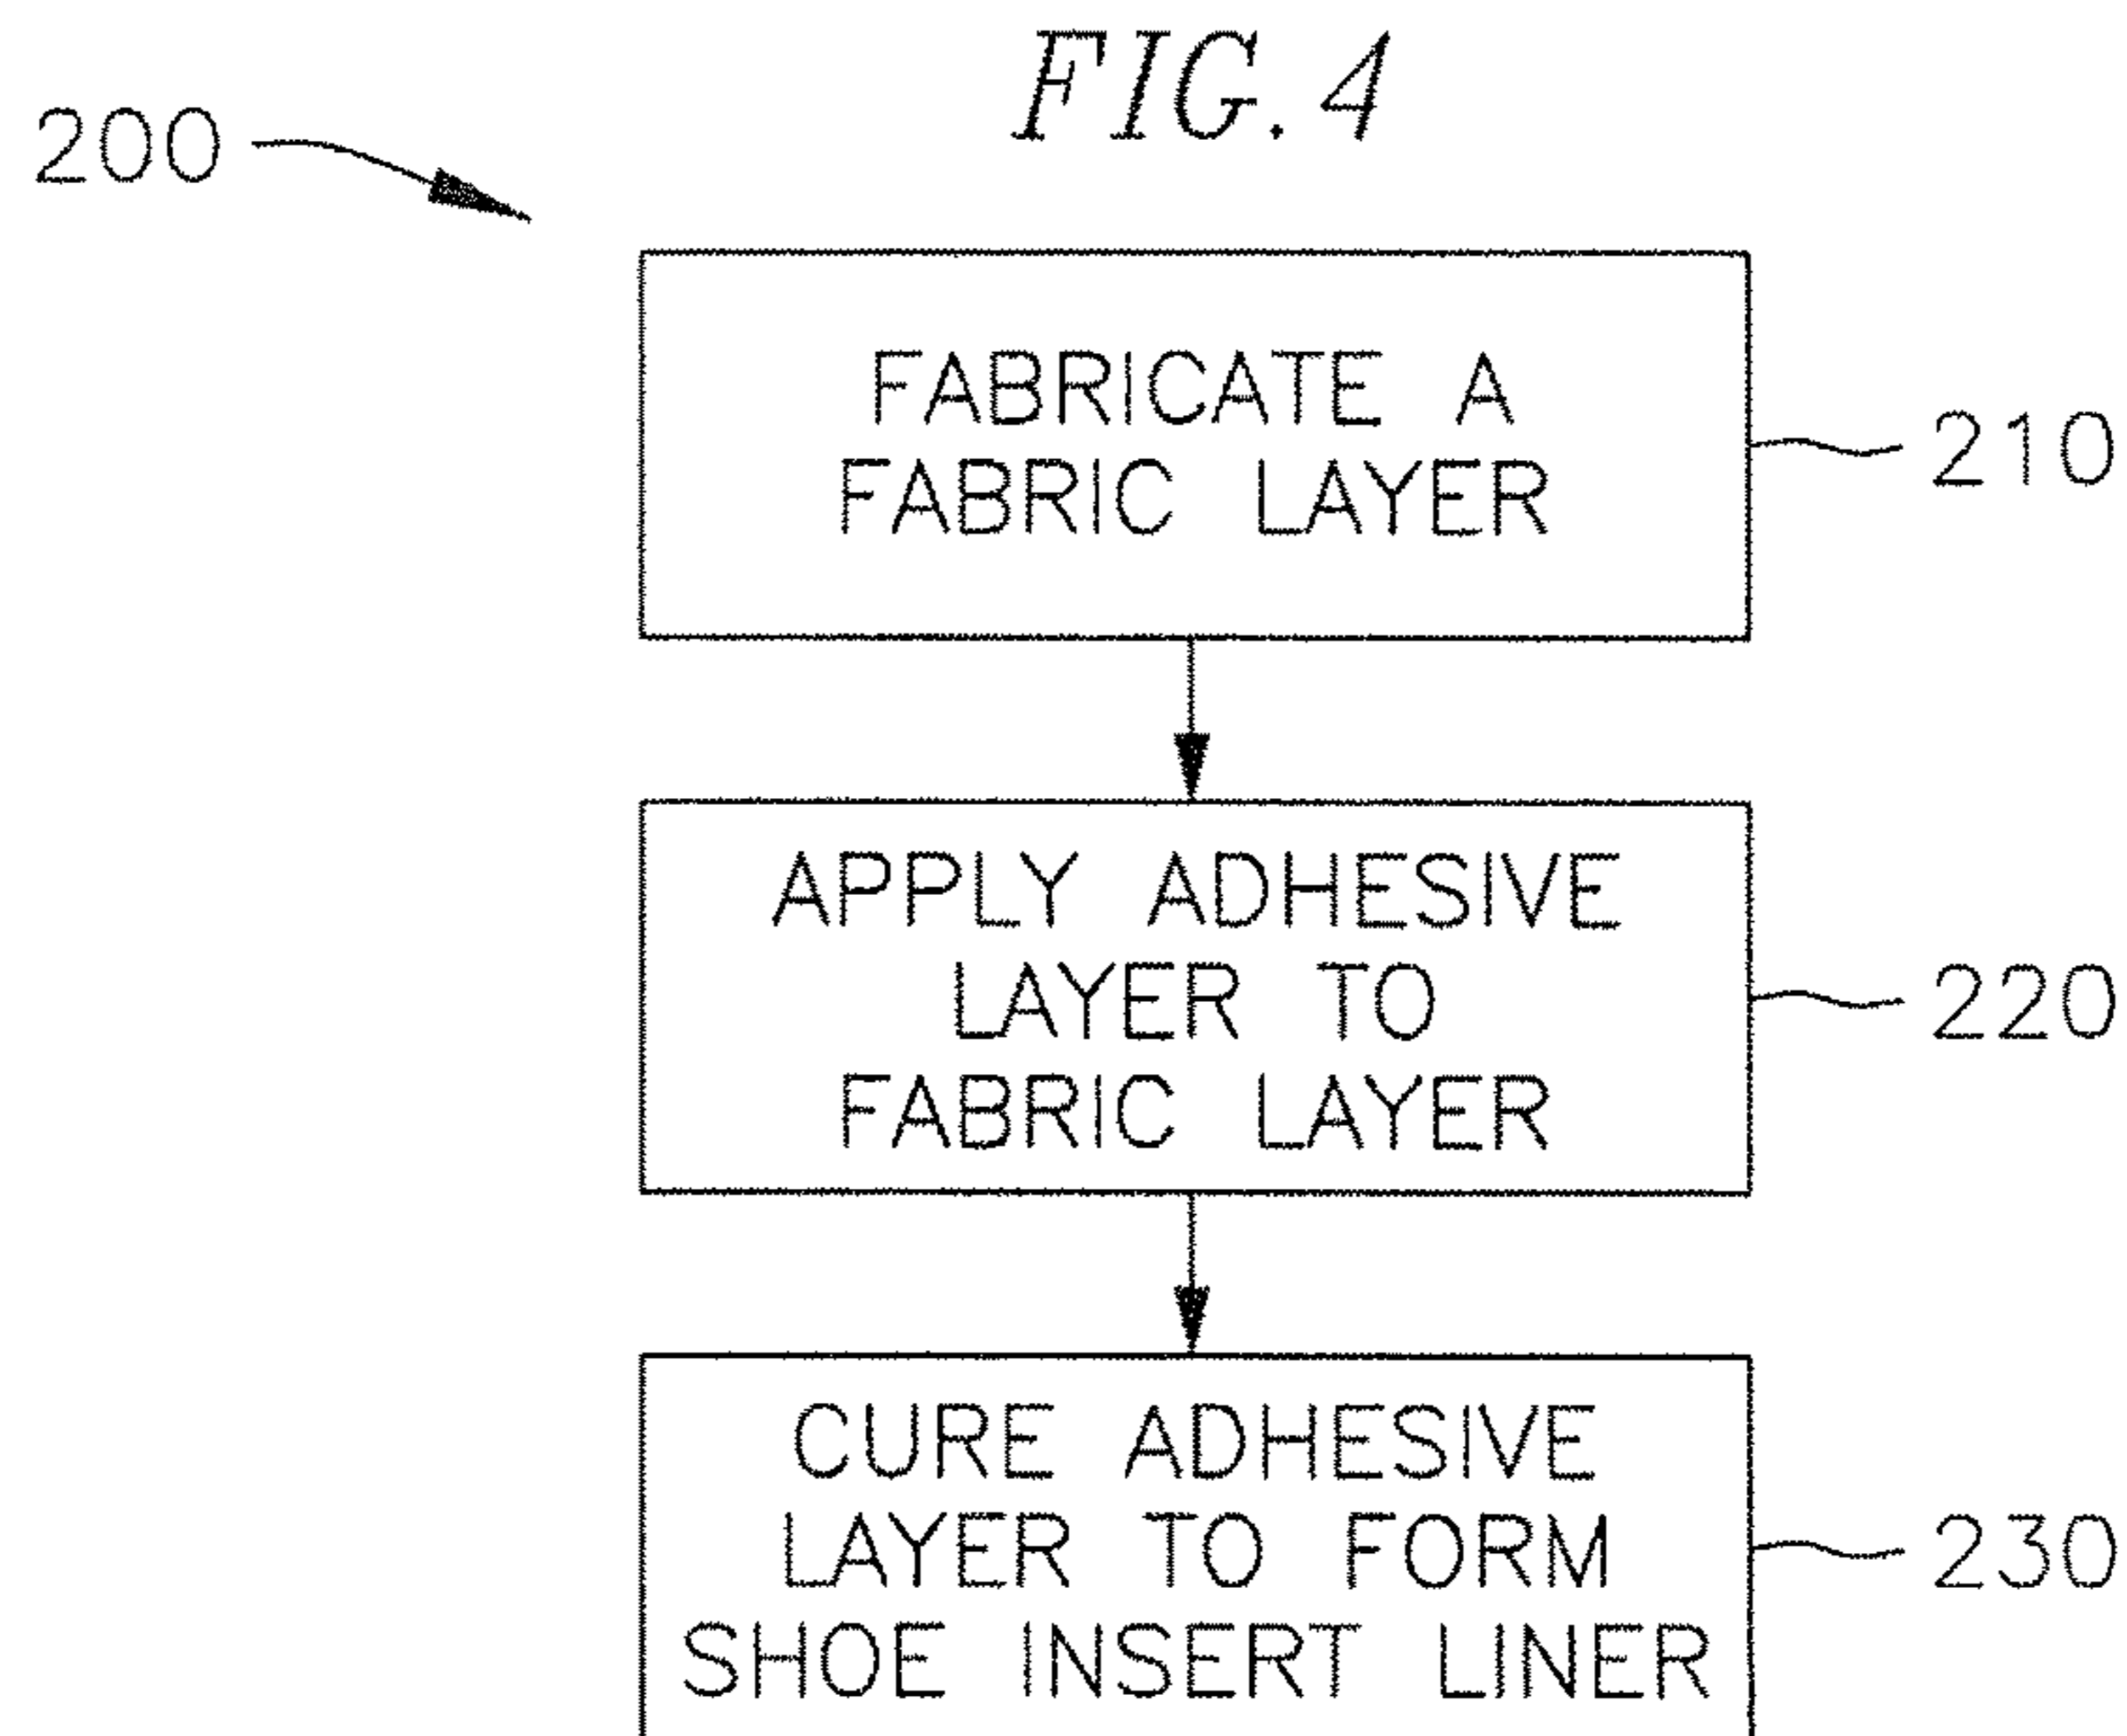 FIG. 4
200
FABRICATE A
FABRIC LAYER
210
APPLY ADHESIVE
LAYER TO
FABRIC LAYER
220
CURE ADHESIVE
LAYER TO FORM
SHOE INSERT LINER
230